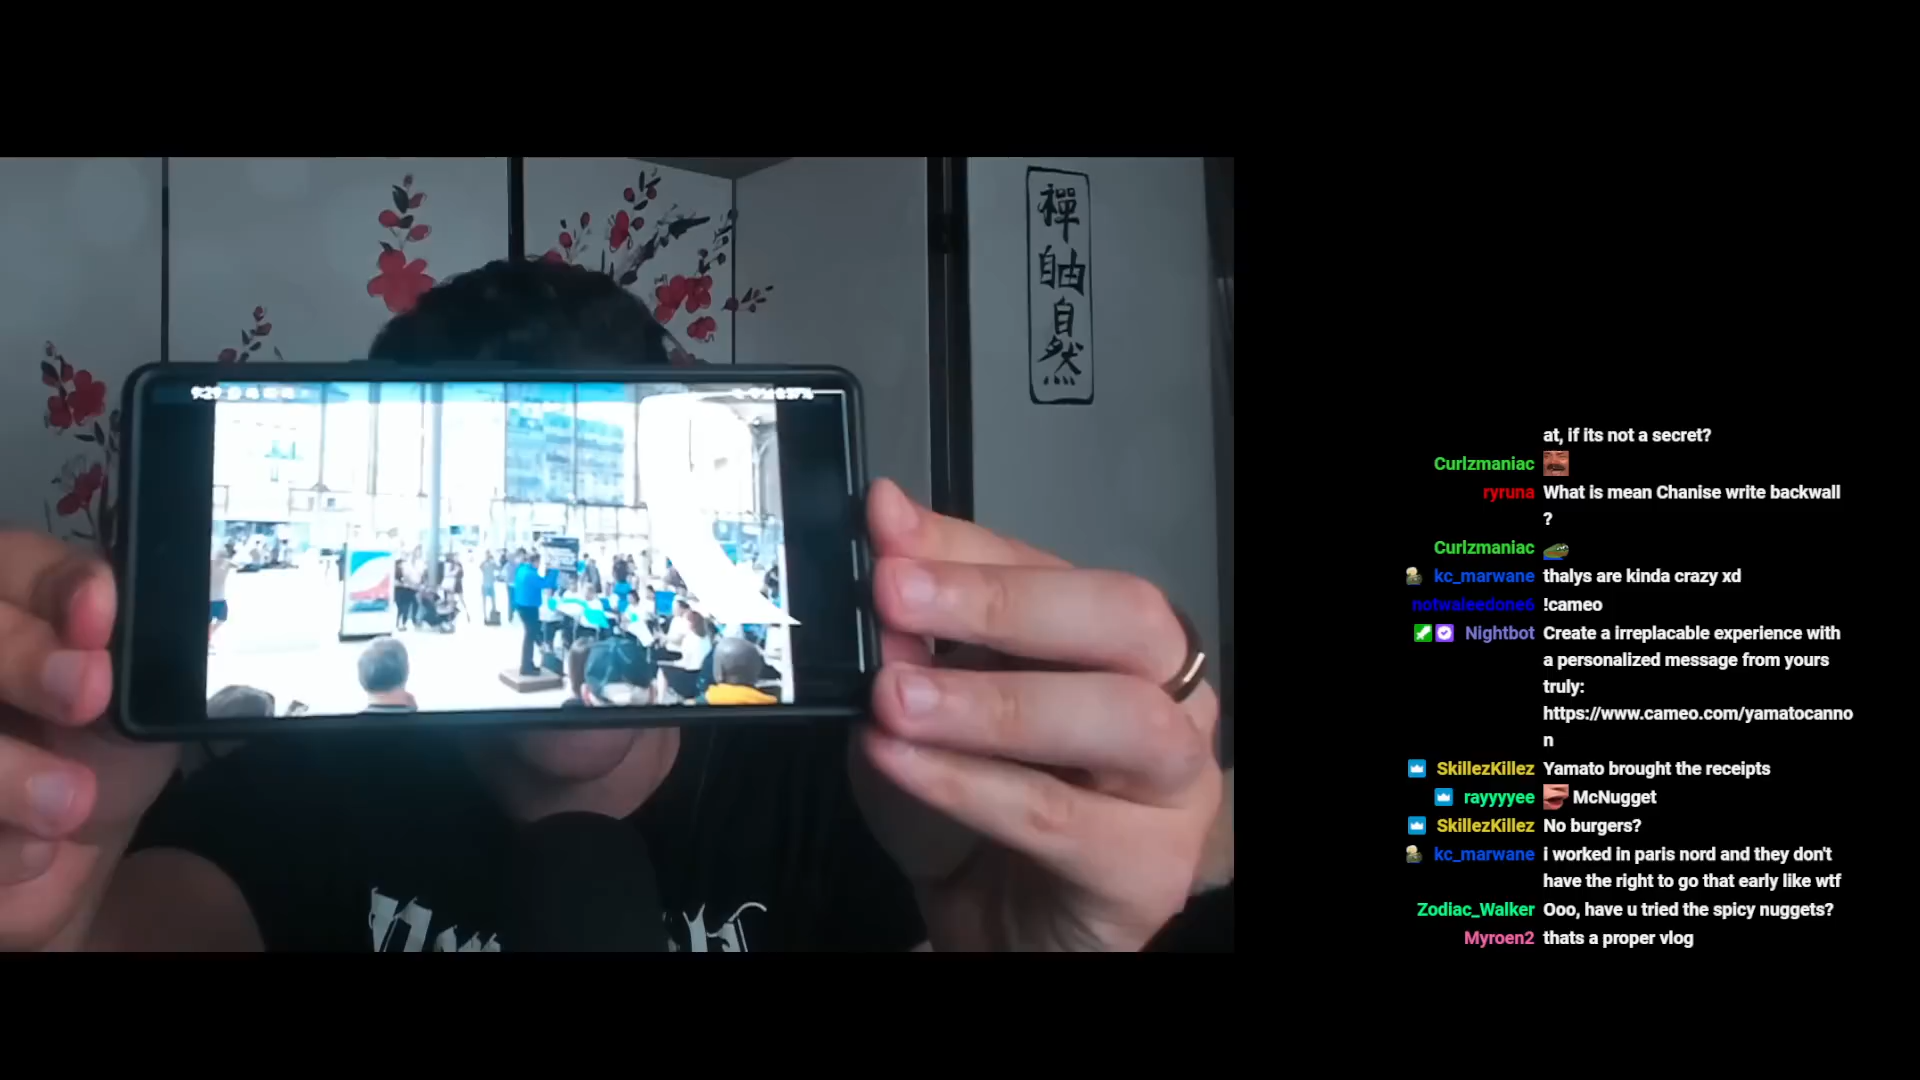 禪
自由
自然
9:29
at, if its not a secret?
Curlzmaniac
ryruna What is mean Chanise write backwall
?
Curlzmaniac
kc_marwane thalys are kinda crazy xd
notwaleedone6 !cameo
Nightbot Create a irreplacable experience with
a personalized message from yours
truly:
https://www.cameo.com/yamatocanno
n
SkillezKillez Yamato brought the receipts
rayyyyee McNugget
SkillezKillez No burgers?
kc_marwane i worked in paris nord and they don't
have the right to go that early like wtf
Zodiac_Walker Ooo, have u tried the spicy nuggets?
Myroen2 thats a proper vlog